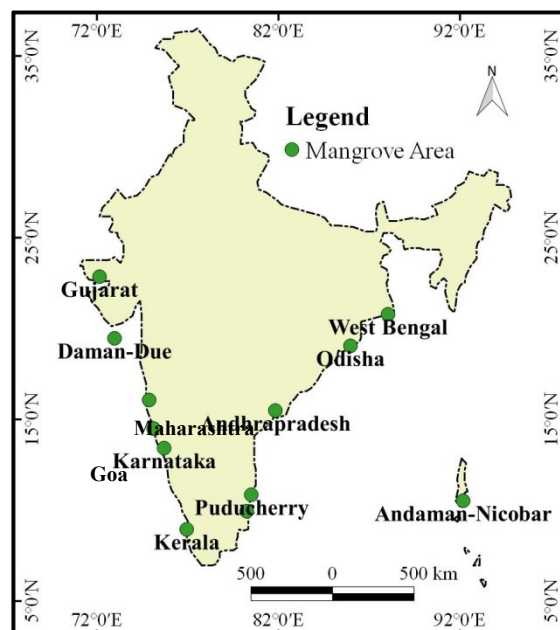 72°0'E 82°0'E 92°0'E
35°0'N
35°0'N
N
Legend
Mangrove Area
25°0'N
25°0'N
Gujarat
West Bengal
Daman-Due
Odisha
15°0'N
15°0'N
Maharashtra
Andhrapradesh
Karnataka
Goa
Puducherry
Andaman-Nicobar
Kerala
500 0 500 km
5°0'N
5°0'N
72°0'E 82°0'E 92°0'E